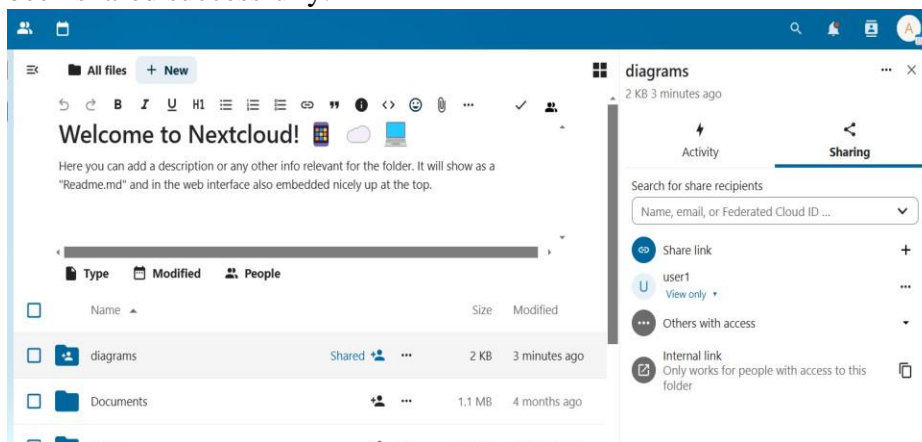 All files + New
H1
Welcome to Nextcloud!
Here you can add a description or any other info relevant for the folder. It will show as a
"Readme.md" and in the web interface also embedded nicely up at the top.
Type Modified People
Name Size Modified
diagrams Shared 2 KB 3 minutes ago
Documents 1.1 MB 4 months ago
A
diagrams
2 KB 3 minutes ago
Activity Sharing
Search for share recipients
Name, email, or Federated Cloud ID ...
Share link
U user1
View only
Others with access
Internal link
Only works for people with access to this
folder